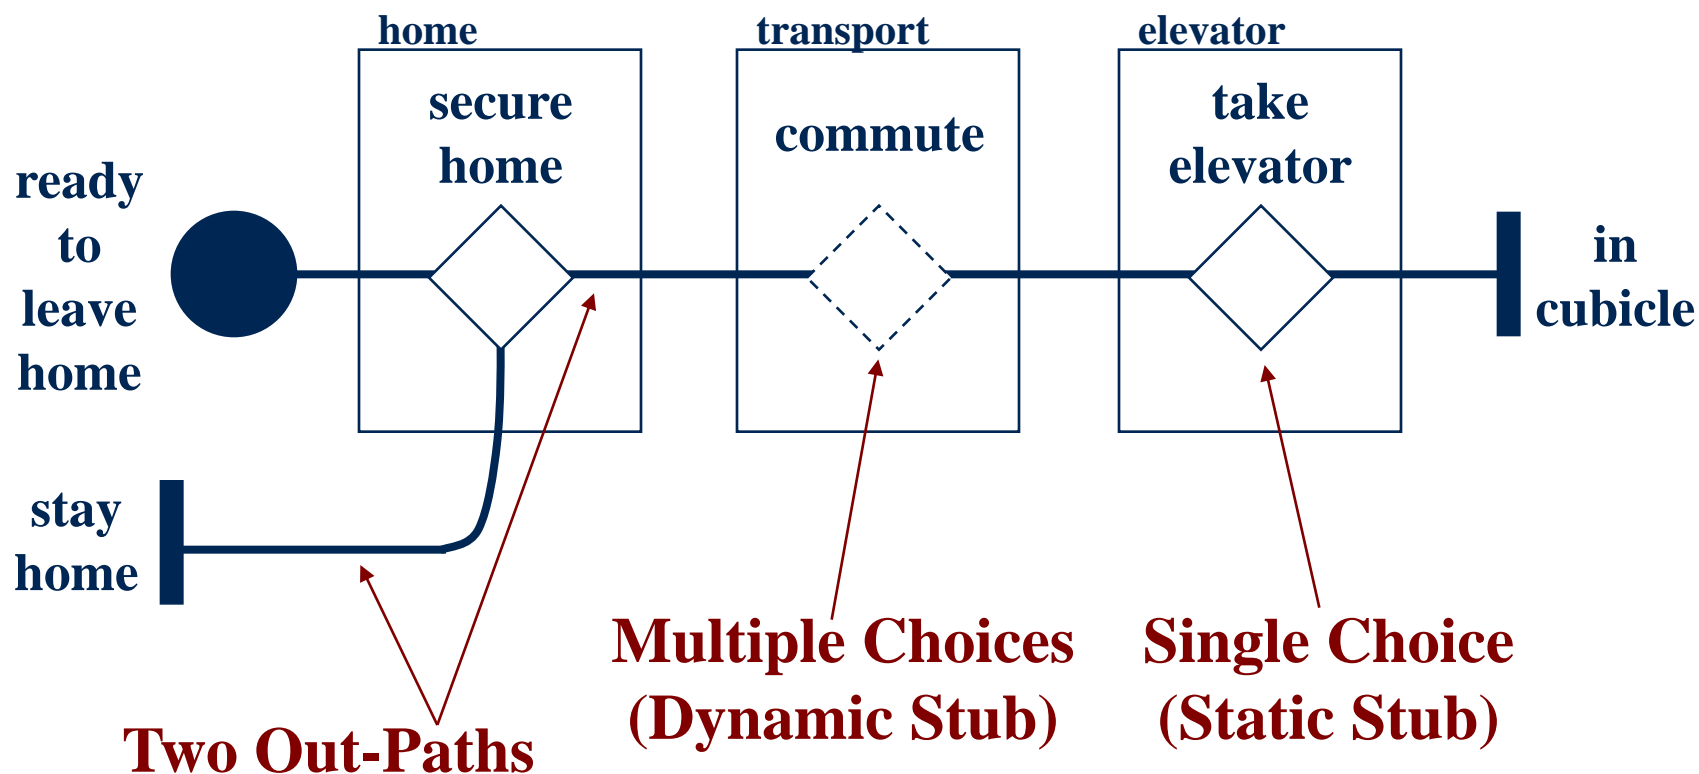 home
transport
elevator
secure
home
commute
take
elevator
ready
to
leave
home
in
cubicle
stay
home
Multiple Choices
(Dynamic Stub)
Single Choice
(Static Stub)
Two Out-Paths